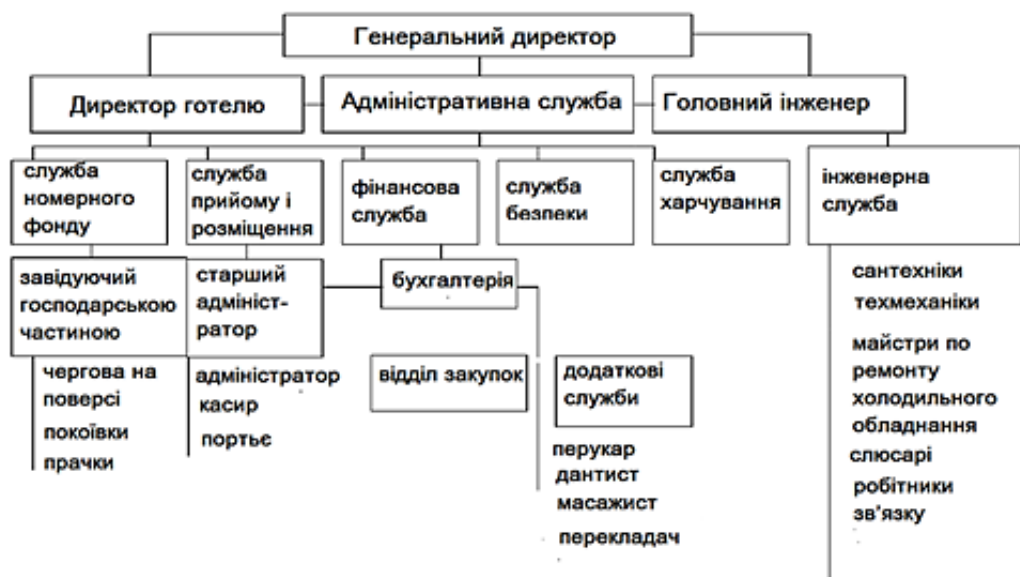 Генеральний директор
Директор готелю
Адміністративна служба
Головний інженер
служба
номерного
фонду
служба
прийому і
розміщення
фінансова
служба
служба
безпеки
служба
харчування
інженерна
служба
завідуючий
господарською
частиною
старший
адмініст-
ратор
бухгалтерія
чергова на
поверсі
покоївки
прачки
адміністратор
касир
портьє
відділ закупок
додаткові
служби
перукар
дантист
масажист
перекладач
сантехніки
техмеханіки
майстри по
ремонту
холодильного
обладнання
слюсарі
робітники
зв'язку